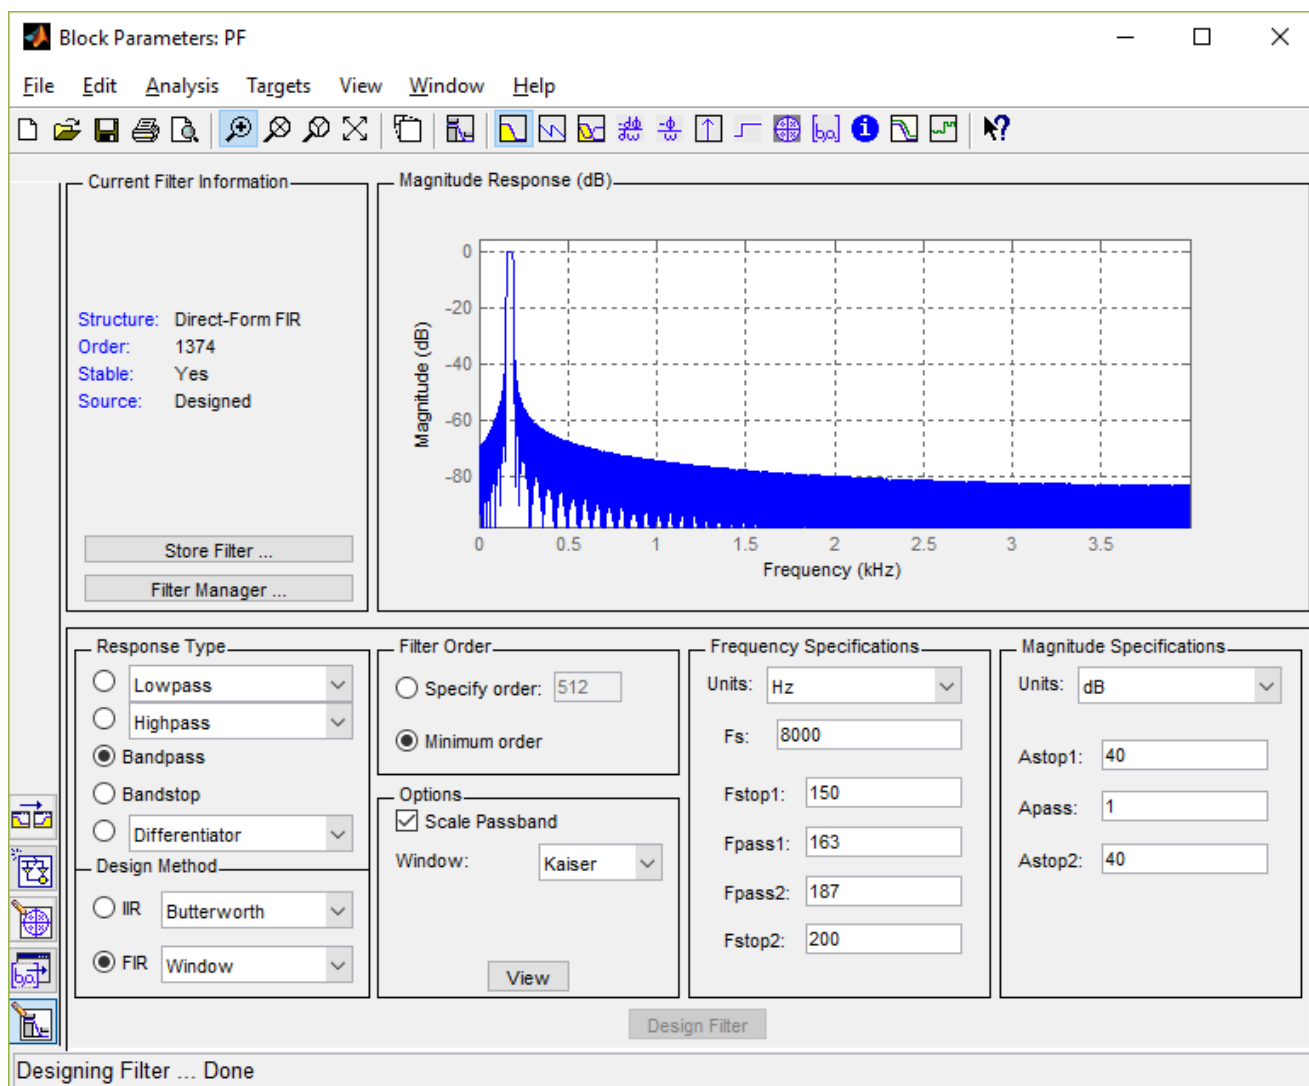 Block Parameters: PF
File Edit Analysis Targets View Window Help
Current Filter Information
Structure: Direct-Form FIR
Order: 1374
Stable: Yes
Source: Designed
Store Filter ...
Filter Manager ...
Magnitude Response (dB)
0
-20
-40
-60
-80
Magnitude (dB)
0 0.5 1 1.5 2 2.5 3 3.5
Frequency (kHz)
Response Type
Lowpass
Highpass
Bandpass
Bandstop
Differentiator
Design Method
IIR Butterworth
FIR Window
Filter Order
Specify order: 512
Minimum order
Options
Scale Passband
Window: Kaiser
View
Frequency Specifications
Units: Hz
Fs: 8000
Fstop1: 150
Fpass1: 163
Fpass2: 187
Fstop2: 200
Magnitude Specifications
Units: dB
Astop1: 40
Apass: 1
Astop2: 40
Design Filter
Designing Filter ... Done